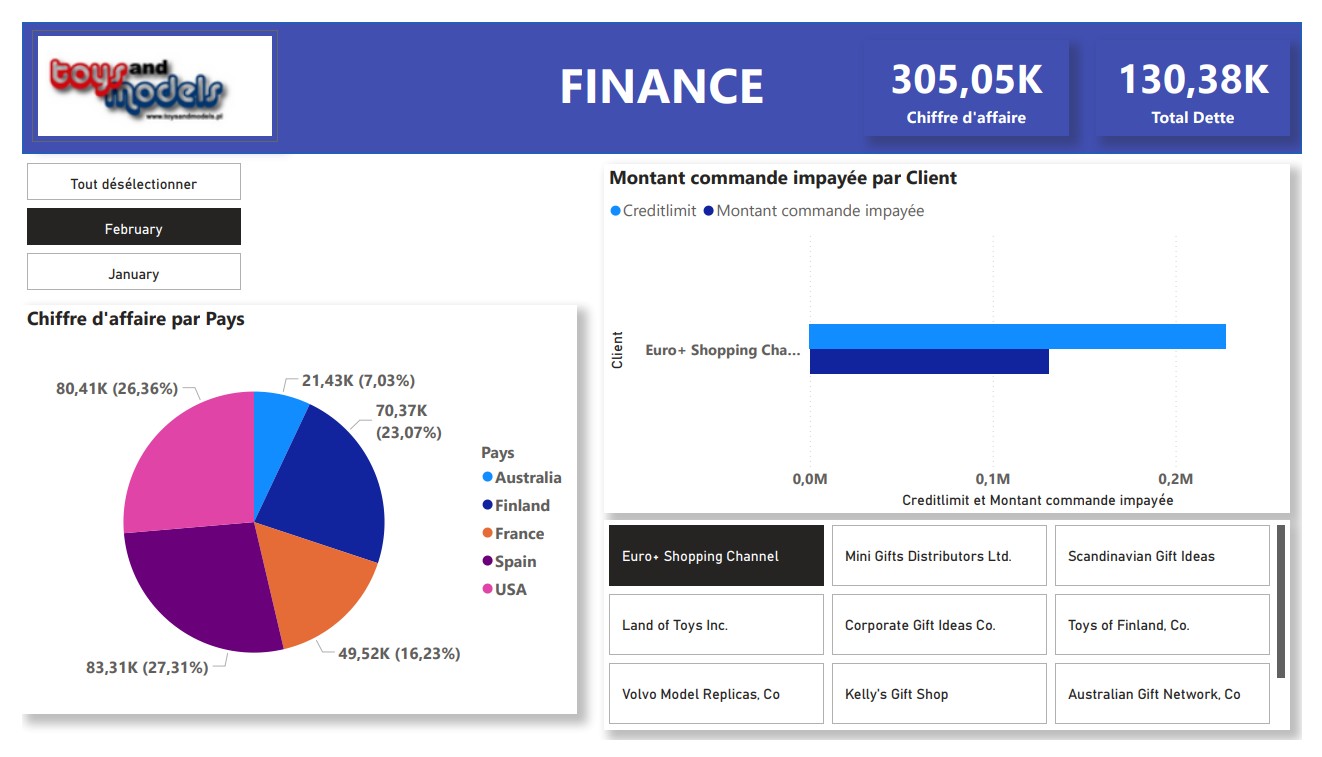 toys and
models
www.toysandmodels.pl
FINANCE
305,05K
Chiffre d'affaire
130,38K
Total Dette
Tout désélectionner
February
January
Chiffre d'affaire par Pays
80,41K (26,36%)
21,43K (7,03%)
70,37K
(23,07%)
49,52K (16,23%)
83,31K (27,31%)
Pays
Australia
Finland
France
Spain
USA
Montant commande impayée par Client
Creditlimit Montant commande impayée
Client
Euro+ Shopping Cha...
0,0M 0,1M 0,2M
Creditlimit et Montant commande impayée
Euro+ Shopping Channel
Mini Gifts Distributors Ltd.
Scandinavian Gift Ideas
Land of Toys Inc.
Corporate Gift Ideas Co.
Toys of Finland, Co.
Volvo Model Replicas, Co
Kelly's Gift Shop
Australian Gift Network, Co